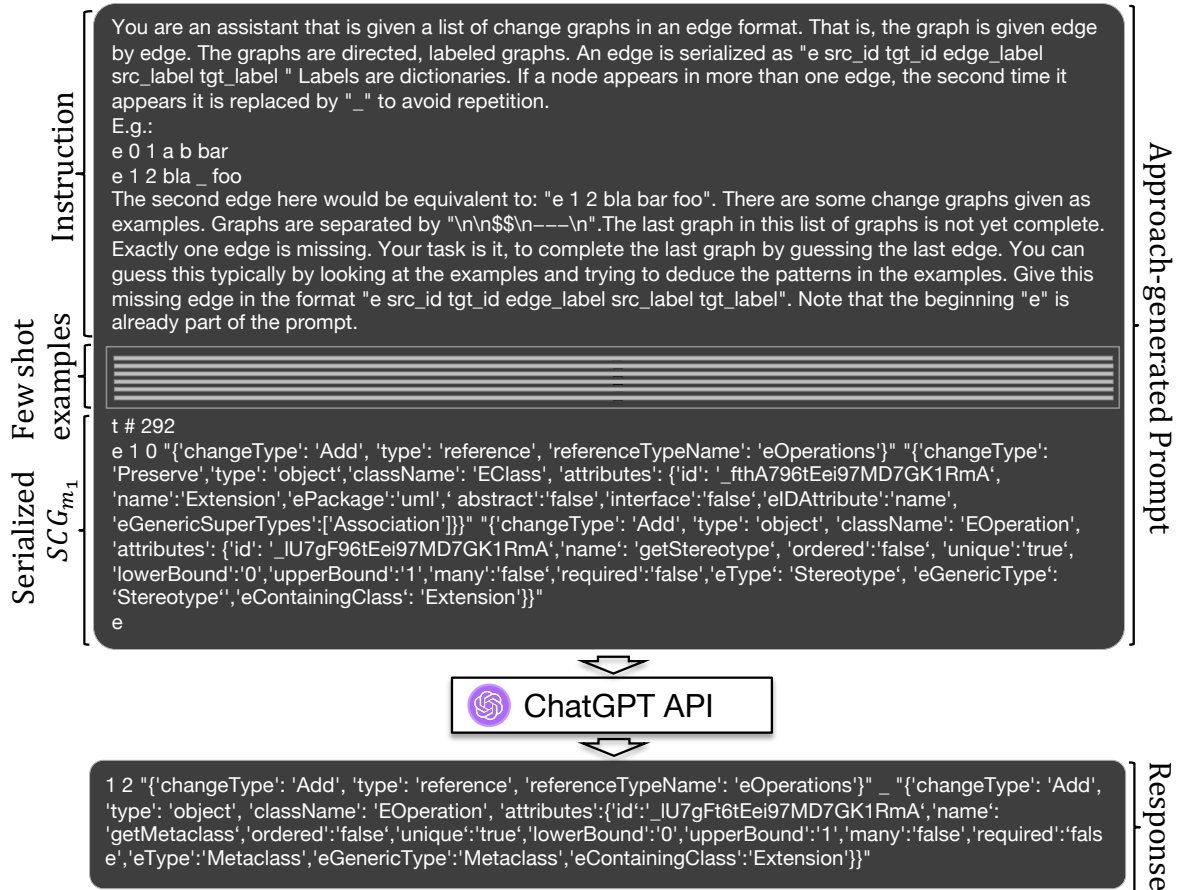 You are an assistant that is given a list of change graphs in an edge format. That is, the graph is given edge
by edge. The graphs are directed, labeled graphs. An edge is serialized as "e src_id tgt_id edge_label
src_label tgt_label " Labels are dictionaries. If a node appears in more than one edge, the second time it
appears it is replaced by "_" to avoid repetition.
E.g.:
e 0 1 a b bar
e 1 2 bla _ foo
The second edge here would be equivalent to: "e 1 2 bla bar foo". There are some change graphs given as
examples. Graphs are separated by "\n\n$$\n---\n".The last graph in this list of graphs is not yet complete.
Exactly one edge is missing. Your task is it, to complete the last graph by guessing the last edge. You can
guess this typically by looking at the examples and trying to deduce the patterns in the examples. Give this
missing edge in the format "e src_id tgt_id edge_label src_label tgt_label". Note that the beginning "e" is
already part of the prompt.
Instruction
Few shot
examples
Approach-generated Prompt
t # 292
e 1 0 "{'changeType': 'Add', 'type': 'reference', 'referenceTypeName': 'eOperations'}" "{'changeType':
'Preserve','type': 'object‘,'className': 'EClass', 'attributes': {'id': '_fthA796tEei97MD7GK1RmA‘,
'name':'Extension','ePackage':'uml',‘ abstract':'false','interface':'false‘,'eIDAttribute':'name',
'eGenericSuperTypes':['Association']}}" "{'changeType': 'Add', 'type': 'object', 'className': 'EOperation',
'attributes': {'id': '_lU7gF96tEei97MD7GK1RmA‘,'name‘: 'getStereotype‘, 'ordered':'false‘, 'unique':'true‘,
'lowerBound':'0','upperBound':'1','many':'false‘,'required':'false','eType‘: 'Stereotype‘, 'eGenericType‘:
‘Stereotype‘','eContainingClass‘: 'Extension'}}"
e
Serialized
SCG_{m_1}
ChatGPT API
1 2 "{'changeType': 'Add', 'type': 'reference', 'referenceTypeName': 'eOperations'}" _ "{'changeType': 'Add',
'type': 'object', 'className': 'EOperation', 'attributes':{'id':'_lU7gFt6tEei97MD7GK1RmA‘,'name‘:
'getMetaclass‘,'ordered':'false‘,'unique':'true‘,'lowerBound':'0','upperBound':'1','many':'false','required':‘fals
e','eType':'Metaclass','eGenericType':'Metaclass','eContainingClass':'Extension'}}"
Response